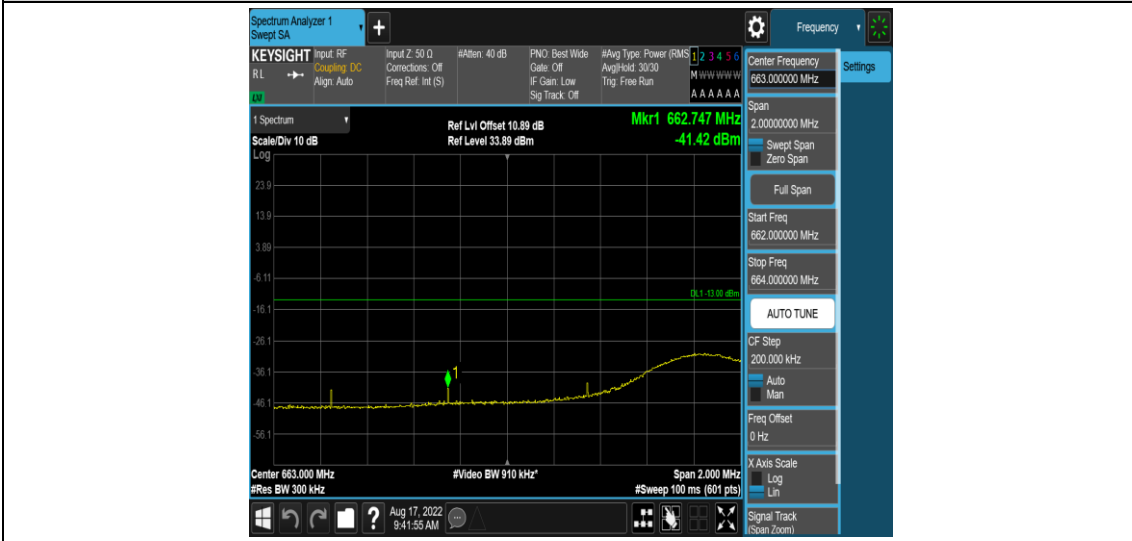 Spectrum Analyzer 1
Swept SA
+
Frequency
KEYSIGHT
RL
Input: RF
Coupling: DC
Align: Auto
Input Z: 50 Ω
Corrections: Off
Freq Ref: Int (S)
#Atten: 40 dB
PNO: Best Wide
Gate: Off
IF Gain: Low
Sig Track: Off
#Avg Type: Power (RMS
Avg|Hold: 30/30
Trig: Free Run
1 2 3 4 5 6
M W W W W W
A A A A A A
1 Spectrum
Scale/Div 10 dB
Log
Ref Lvl Offset 10.89 dB
Ref Level 33.89 dBm
Mkr1 662.747 MHz
-41.42 dBm
23.9
13.9
3.89
-6.11
-16.1
-26.1
-36.1
-46.1
-56.1
DL1 -13.00 dBm
1
Center 663.000 MHz
#Res BW 300 kHz
#Video BW 910 kHz*
Span 2.000 MHz
#Sweep 100 ms (601 pts)
Center Frequency
663.000000 MHz
Settings
Span
2.00000000 MHz
Swept Span
Zero Span
Full Span
Start Freq
662.000000 MHz
Stop Freq
664.000000 MHz
AUTO TUNE
CF Step
200.000 kHz
Auto
Man
Freq Offset
0 Hz
X Axis Scale
Log
Lin
Signal Track
(Span Zoom)
?
Aug 17, 2022
9:41:55 AM